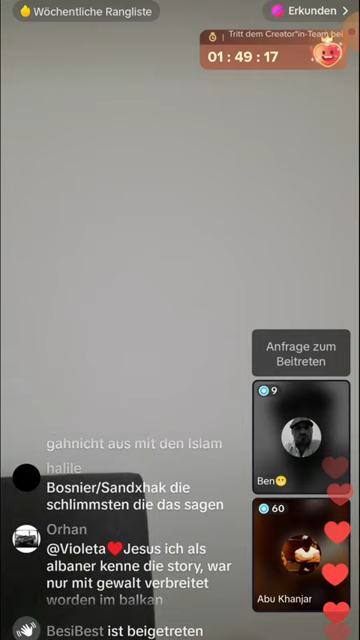 Wöchentliche Rangliste
Erkunden
Tritt dem Creator*in-Team bei
01 : 49 : 17
Anfrage zum
Beitreten
9
Ben
60
Abu Khanjar
gahnicht aus mit den Islam
halile
Bosnier/Sandxhak die
schlimmsten die das sagen
Orhan
@Violeta♥️Jesus ich als
albaner kenne die story, war
nur mit gewalt verbreitet
worden im balkan
BesiBest ist beigetreten